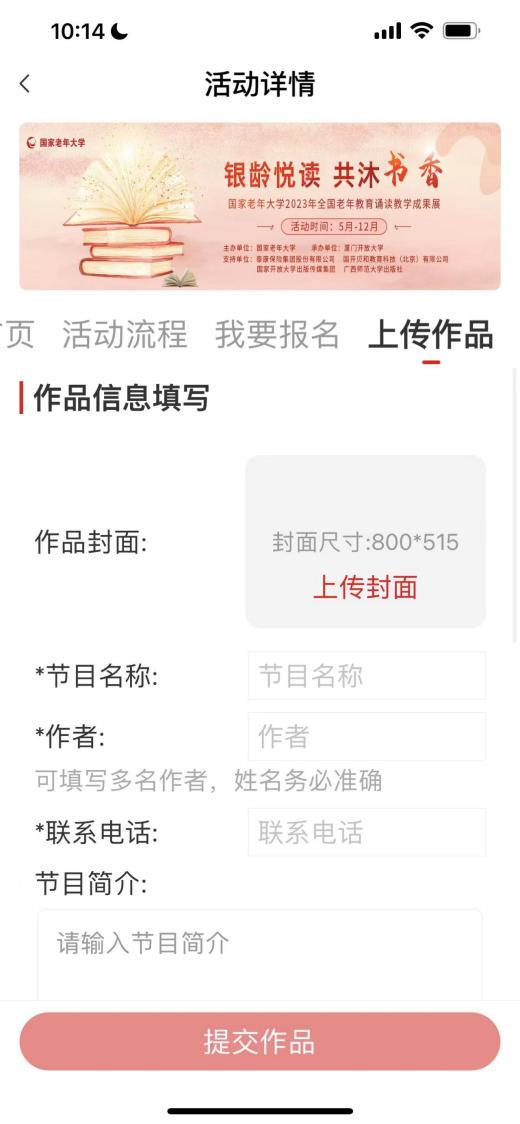 10:14
活动详情
国家老年大学
银龄悦读 共沐书香
国家老年大学2023年全国老年教育诵读教学成果展
活动时间：5月-12月
主办单位：国家老年大学 承办单位：厦门开放大学
支持单位：泰康保险集团股份有限公司 国开贝和教育科技（北京）有限公司
国家开放大学出版传媒集团 广西师范大学出版社
页 活动流程 我要报名 上传作品
作品信息填写
作品封面:
封面尺寸:800*515
上传封面
*节目名称: 节目名称
*作者: 作者
可填写多名作者，姓名务必准确
*联系电话: 联系电话
节目简介:
请输入节目简介
提交作品